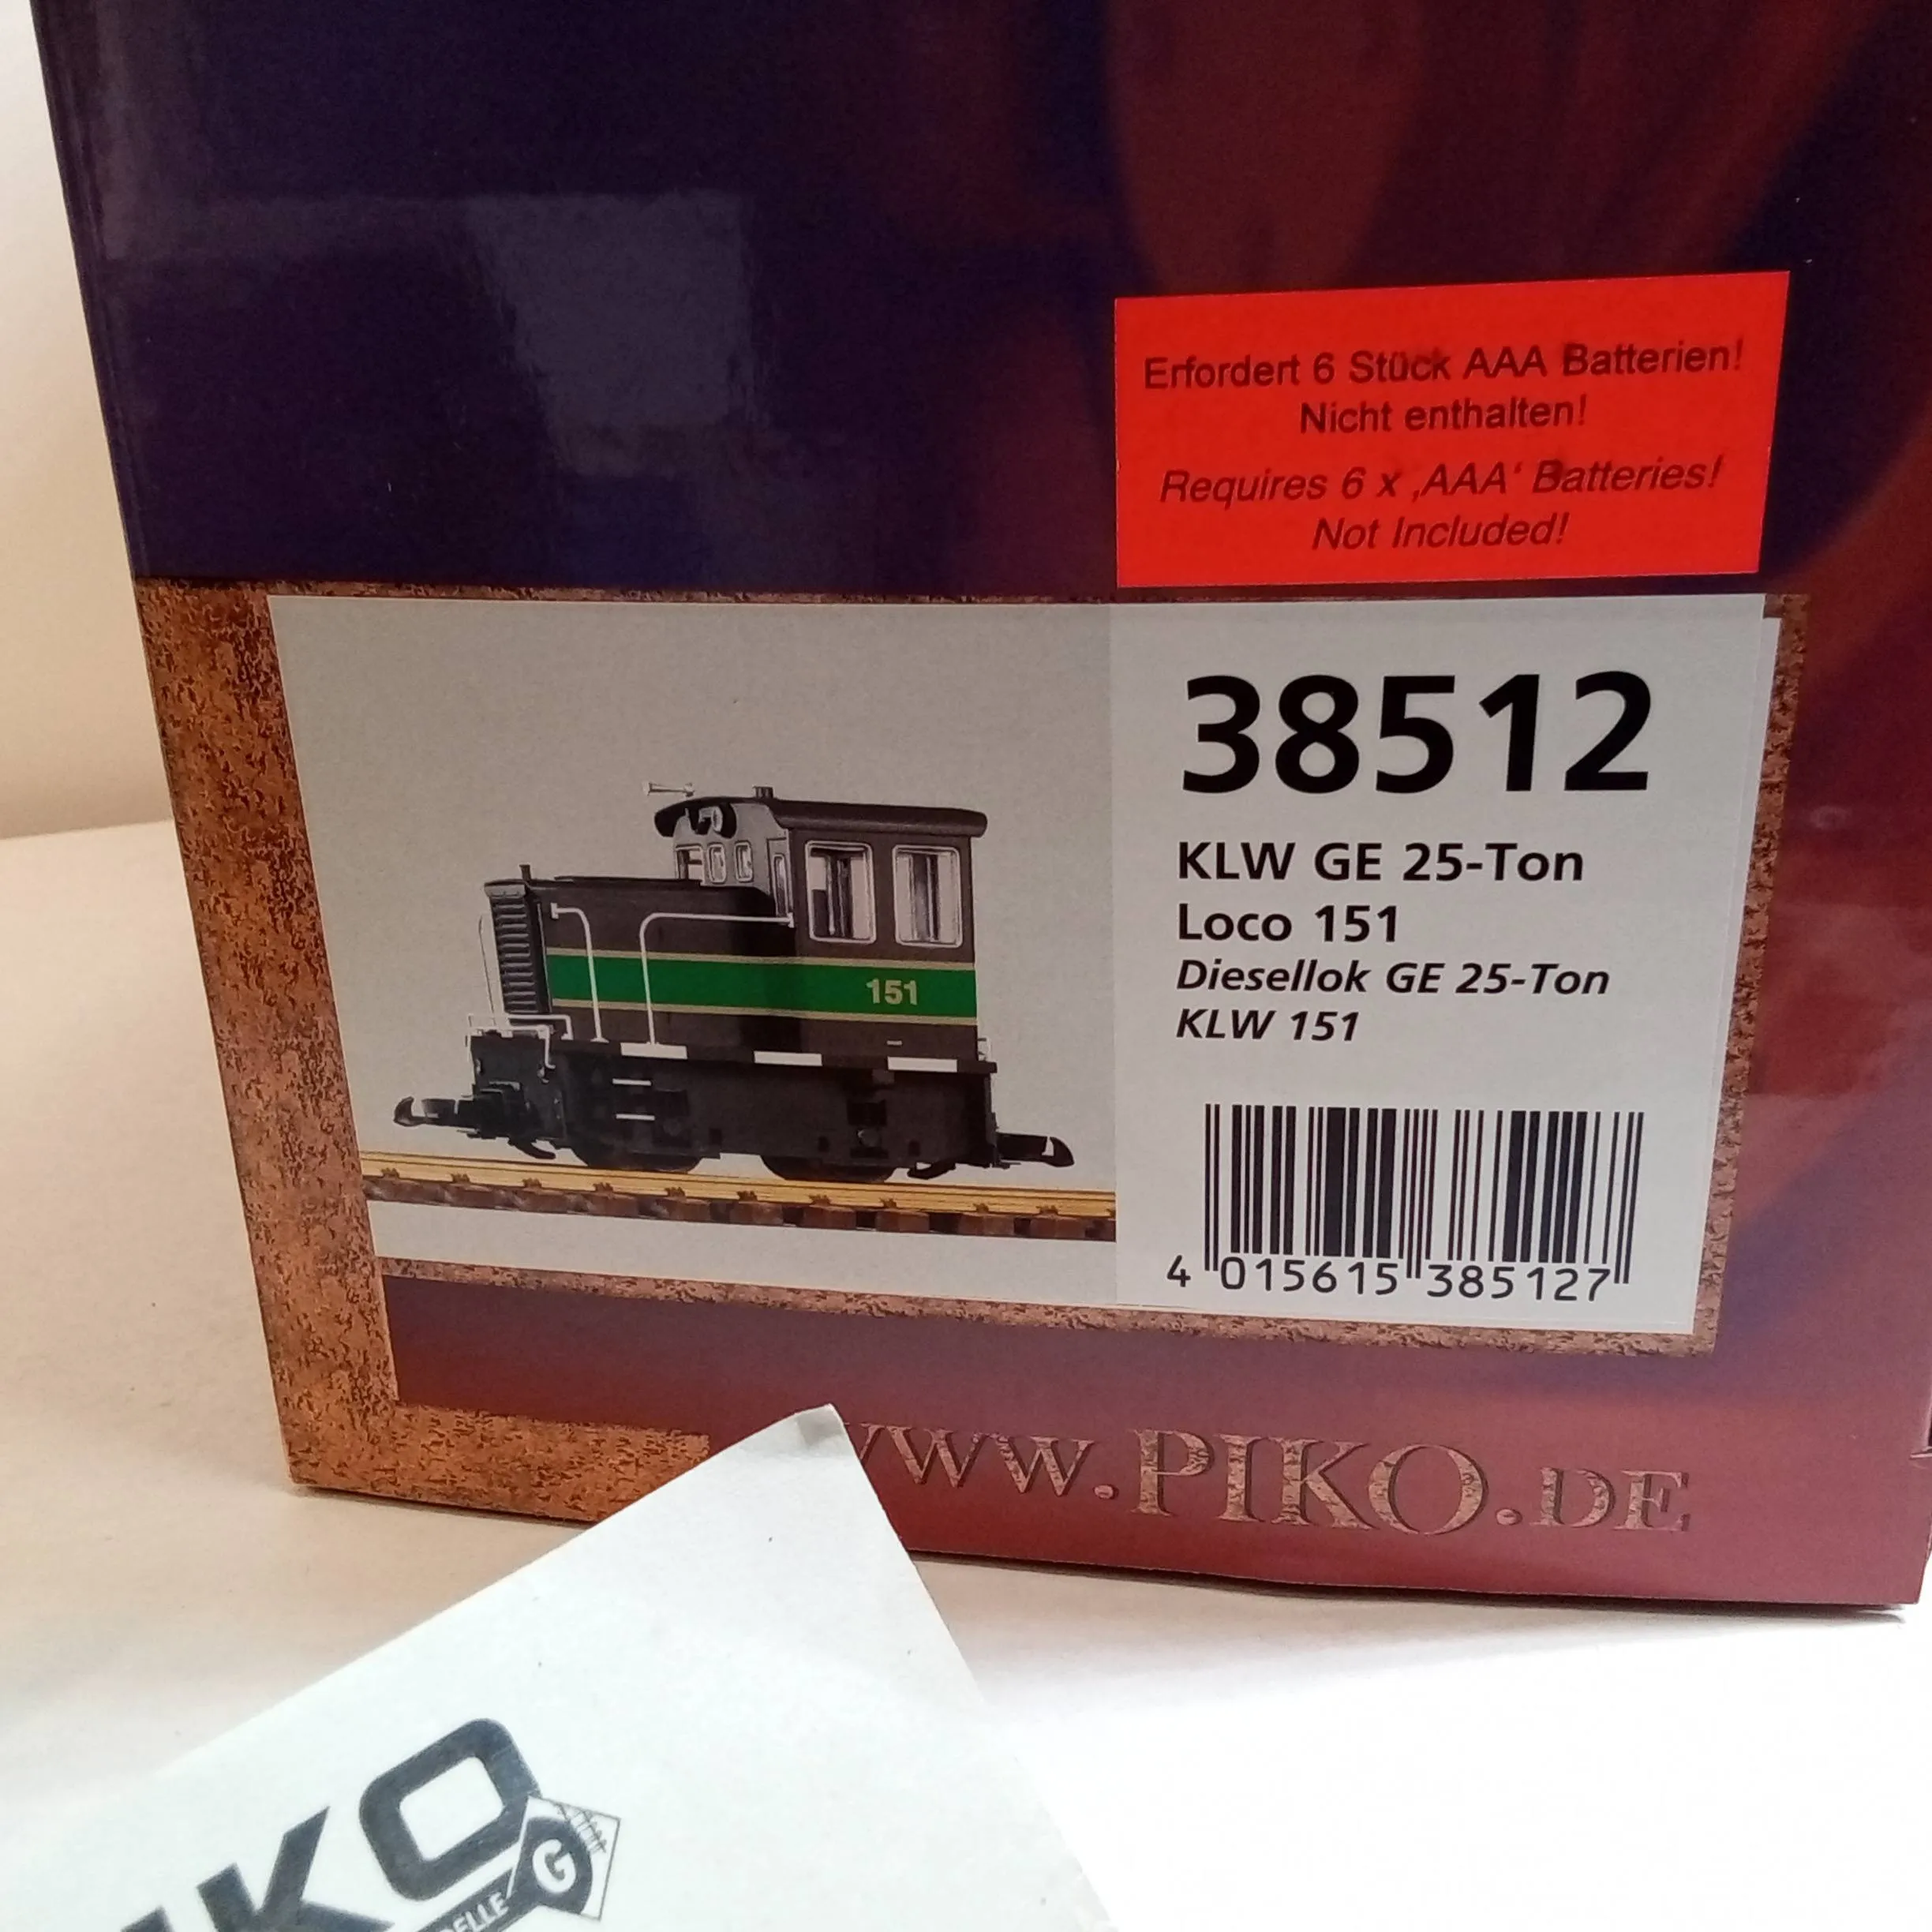 Erfordert 6 Stück AAA Batterien!
Nicht enthalten!
Requires 6 x ‚AAA‘ Batteries!
Not Included!
38512
KLW GE 25-Ton
Loco 151
Diesellok GE 25-Ton
KLW 151
151
4 015615 385127
www.PIKO.DE
IKO
G